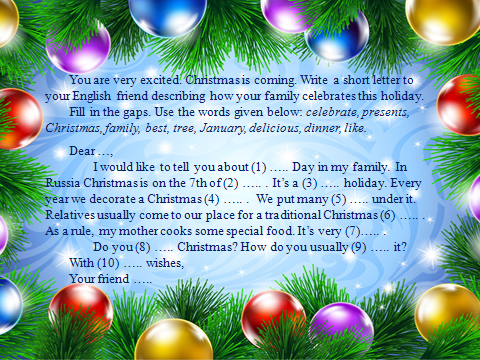 You are very excited. Christmas is coming. Write a short letter to
your English friend describing how your family celebrates this holiday.
Fill in the gaps. Use the words given below: celebrate, presents,
Christmas, family, best, tree, January, delicious, dinner, like.
Dear …,
I would like to tell you about (1) ….. Day in my family. In
Russia Christmas is on the 7th of (2) ….. . It's a (3) ….. holiday. Every
year we decorate a Christmas (4) ….. . We put many (5) ….. under it.
Relatives usually come to our place for a traditional Christmas (6) ….. .
As a rule, my mother cooks some special food. It's very (7)….. .
Do you (8) ….. Christmas? How do you usually (9) ….. it?
With (10) ….. wishes,
Your friend …..